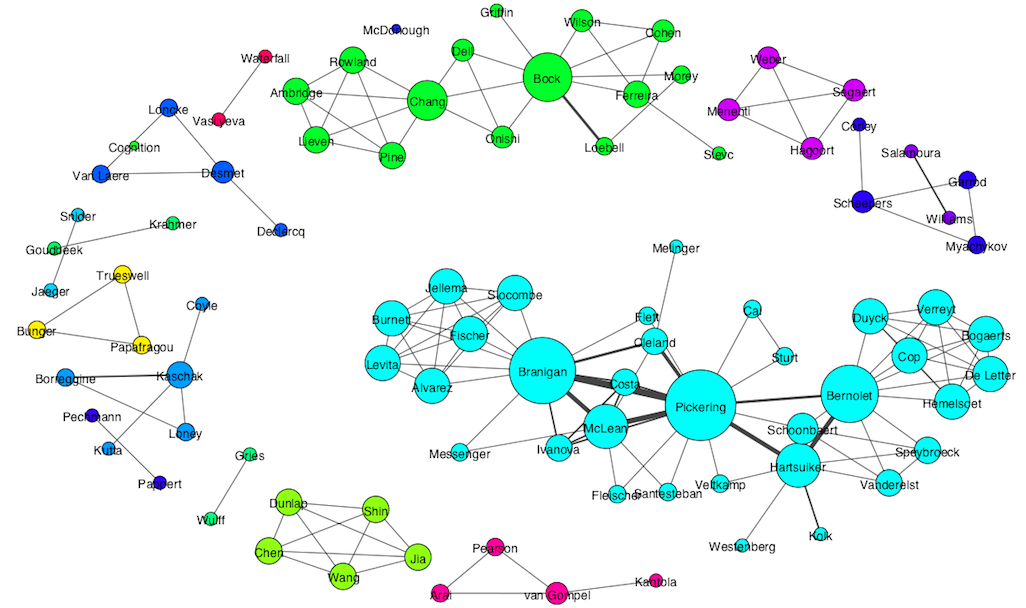 Griffin
Wilson
McDonough
Cohen
Dell
Waterfall
Rowland
Weber
Bock
Morey
Ambridge
Segaert
Chang
Ferreira
Loncke
Menenti
Vasilyeva
Coney
Lieven
Onishi
Cognition
Loebell
Hagoort
Slevc
Pine
Salamoura
Van Laere
Desmet
Garrod
Scheepers
Snider
Williams
Kranmer
Declercq
Goudbeek
Myachykov
Melinger
Trueswell
Jellema
Jaeger
Slocombe
Coyle
Cai
Verreyt
Flett
Duyck
Burnett
Bunger
Fischer
Bogaerts
Cleland
Papafragou
Cop
Sturt
Levita
Branigan
De Letter
Kaschak
Borreggine
Costa
Alvarez
Bernolet
Hemelsoet
Pickering
Pechmann
McLean
Schoonbaert
Loney
Kutta
Ivanova
Speybroeck
Messenger
Gries
Hartsuiker
Pappert
Veltkamp
Vanderelst
Fleischer
Santesteban
Dunlap
Shin
Wulff
Kolk
Westenberg
Pearson
Chen
Jia
Wang
Kantola
Arai
van Gompel